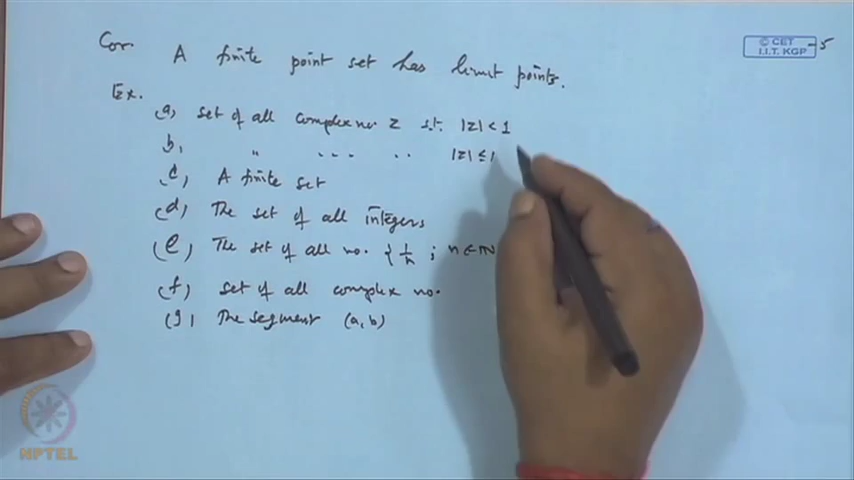 © CET
I.I.T. KGP
-5
Cor. A finite point set has limit points.
Ex.
(a) Set of all complex no. z s.t. |z| < 1
b, " ... .. |z| ≤ 1
(c) A finite set
(d) The set of all integers
(e) The set of all no. { 1/n ; n ∈ IN
(f) Set of all complex no.
(g) The segment (a, b)
NPTEL